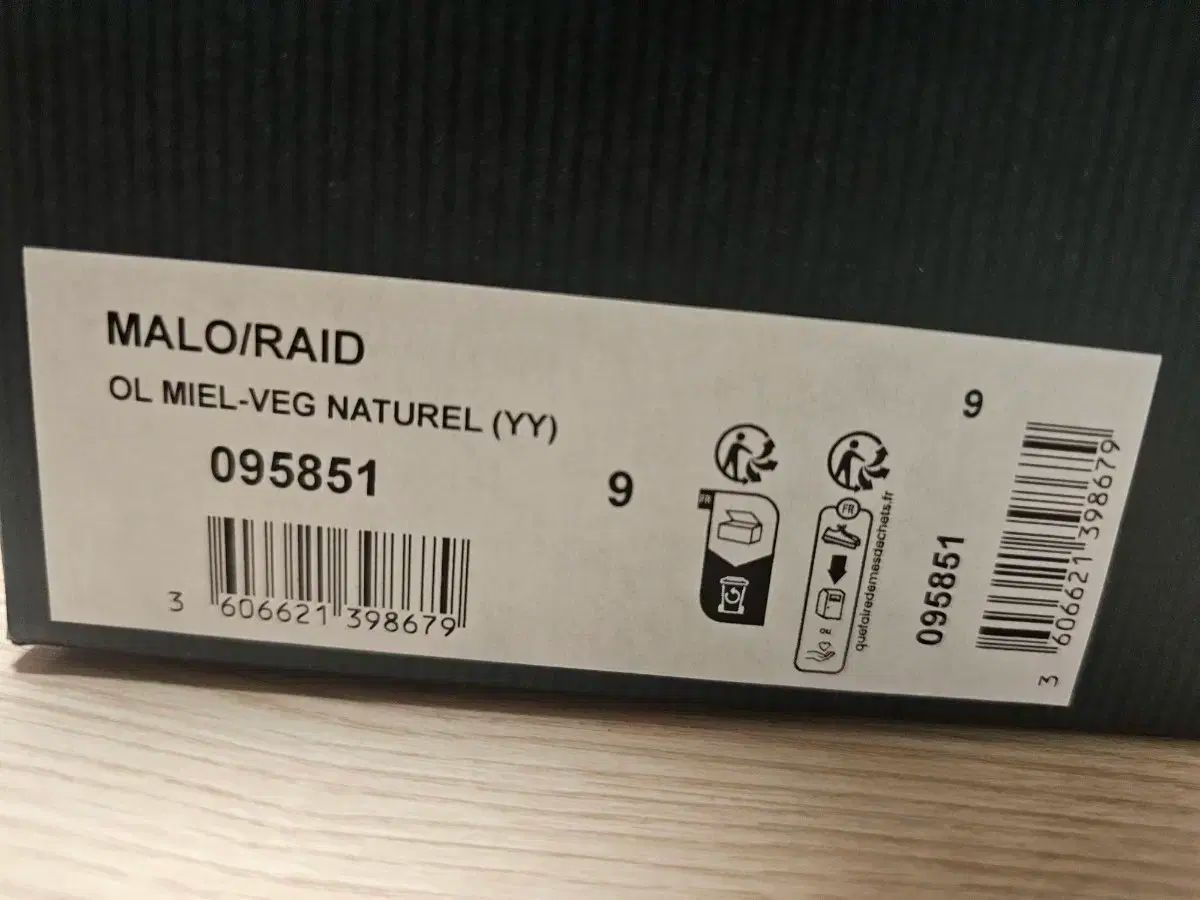 MALO/RAID
OL MIEL-VEG NATUREL (YY)
095851
9
3 606621 398679
FR
FR
quefairedemesdechets.fr
9
095851
3 606621 398679